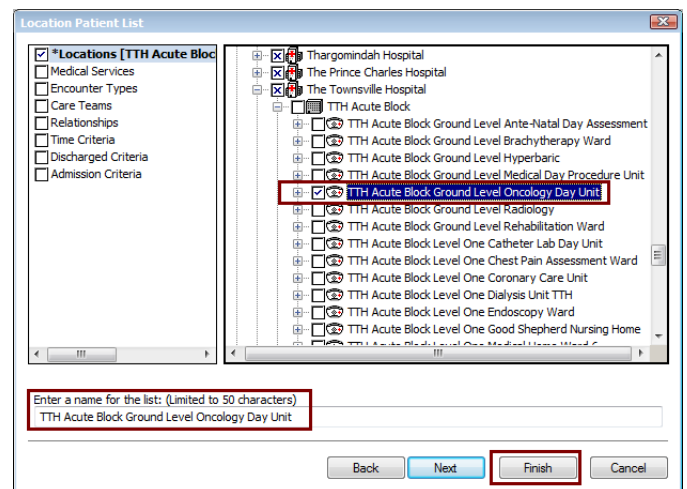 Location Patient List
*Locations [TTH Acute Bloc
Medical Services
Encounter Types
Care Teams
Relationships
Time Criteria
Discharged Criteria
Admission Criteria
Thargomindah Hospital
The Prince Charles Hospital
The Townsville Hospital
TTH Acute Block
TTH Acute Block Ground Level Ante-Natal Day Assessment
TTH Acute Block Ground Level Brachytherapy Ward
TTH Acute Block Ground Level Hyperbaric
TTH Acute Block Ground Level Medical Day Procedure Unit
TTH Acute Block Ground Level Oncology Day Unit
TTH Acute Block Ground Level Radiology
TTH Acute Block Ground Level Rehabilitation Ward
TTH Acute Block Level One Catheter Lab Day Unit
TTH Acute Block Level One Chest Pain Assessment Ward
TTH Acute Block Level One Coronary Care Unit
TTH Acute Block Level One Dialysis Unit TTH
TTH Acute Block Level One Endoscopy Ward
TTH Acute Block Level One Good Shepherd Nursing Home
Enter a name for the list: (Limited to 50 characters)
TTH Acute Block Ground Level Oncology Day Unit
Back Next Finish Cancel